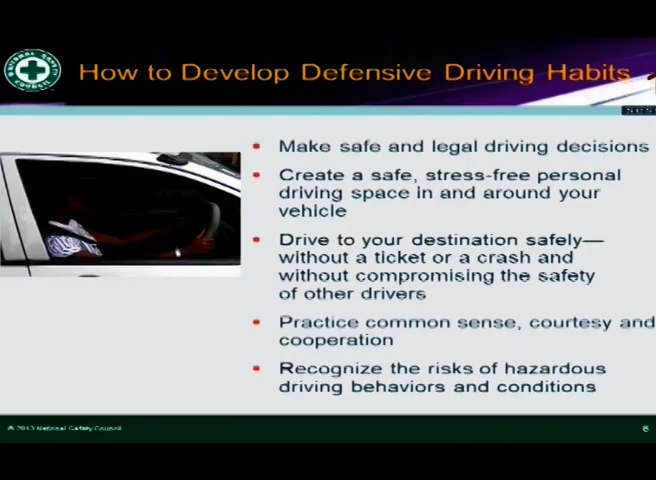 NATIONAL SAFETY
COUNCIL
How to Develop Defensive Driving Habits
• Make safe and legal driving decisions
• Create a safe, stress-free personal
driving space in and around your
vehicle
• Drive to your destination safely—
without a ticket or a crash and
without compromising the safety
of other drivers
• Practice common sense, courtesy and
cooperation
• Recognize the risks of hazardous
driving behaviors and conditions
© 2013 National Safety Council
6